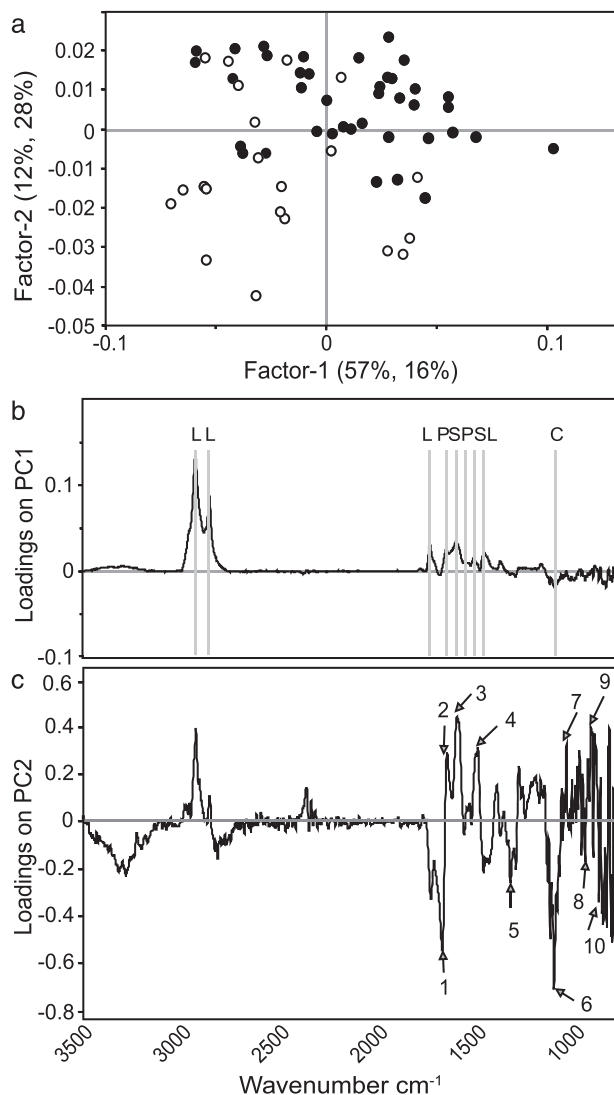 a
0.02
0.01
0
-0.01
-0.02
-0.03
-0.04
-0.05
Factor-2 (12%, 28%)
-0.1 0 0.1
Factor-1 (57%, 16%)
b
L L L PSPSL C
0.1
0
-0.1
Loadings on PC1
c
0.6
0.4
0.2
0
-0.2
-0.4
-0.6
-0.8
Loadings on PC2
2 3 4 7 9
1 5 6 8 10
3500 3000 2500 2000 1500 1000
Wavenumber cm-1